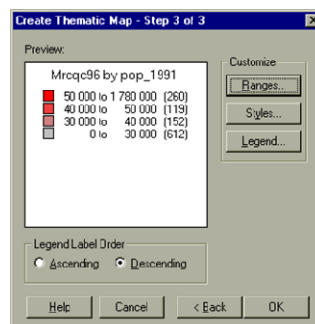 Create Thematic Map - Step 3 of 3
Preview:
Mrcqc96 by pop_1991
50 000 to 1 780 000 (260)
40 000 to 50 000 (119)
30 000 to 40 000 (152)
0 to 30 000 (612)
Customize
Ranges...
Styles...
Legend...
Legend Label Order
Ascending Descending
Help Cancel < Back OK